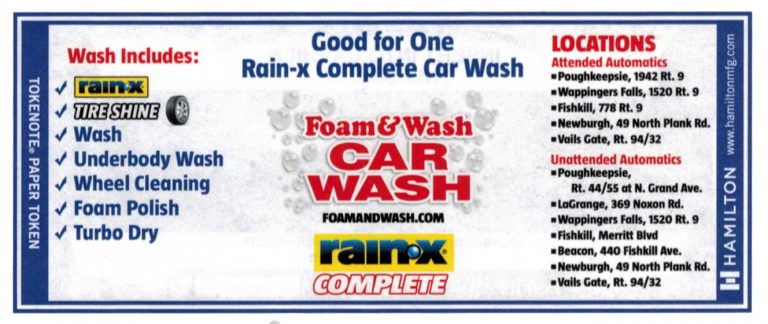 TOKENOTE® PAPER TOKEN
Wash Includes:
✓ rain-x
✓ TIRE SHINE
✓ Wash
✓ Underbody Wash
✓ Wheel Cleaning
✓ Foam Polish
✓ Turbo Dry
Good for One
Rain-x Complete Car Wash
Foam & Wash
CAR
WASH
FOAMANDWASH.COM
rain-x®
COMPLETE
LOCATIONS
Attended Automatics
▪Poughkeepsie, 1942 Rt. 9
▪Wappingers Falls, 1520 Rt. 9
▪Fishkill, 778 Rt. 9
▪Newburgh, 49 North Plank Rd.
▪Vails Gate, Rt. 94/32
Unattended Automatics
▪Poughkeepsie,
Rt. 44/55 at N. Grand Ave.
▪LaGrange, 369 Noxon Rd.
▪Wappingers Falls, 1520 Rt. 9
▪Fishkill, Merritt Blvd
▪Beacon, 440 Fishkill Ave.
▪Newburgh, 49 North Plank Rd.
▪Vails Gate, Rt. 94/32
HAMILTON www.hamiltonmfg.com